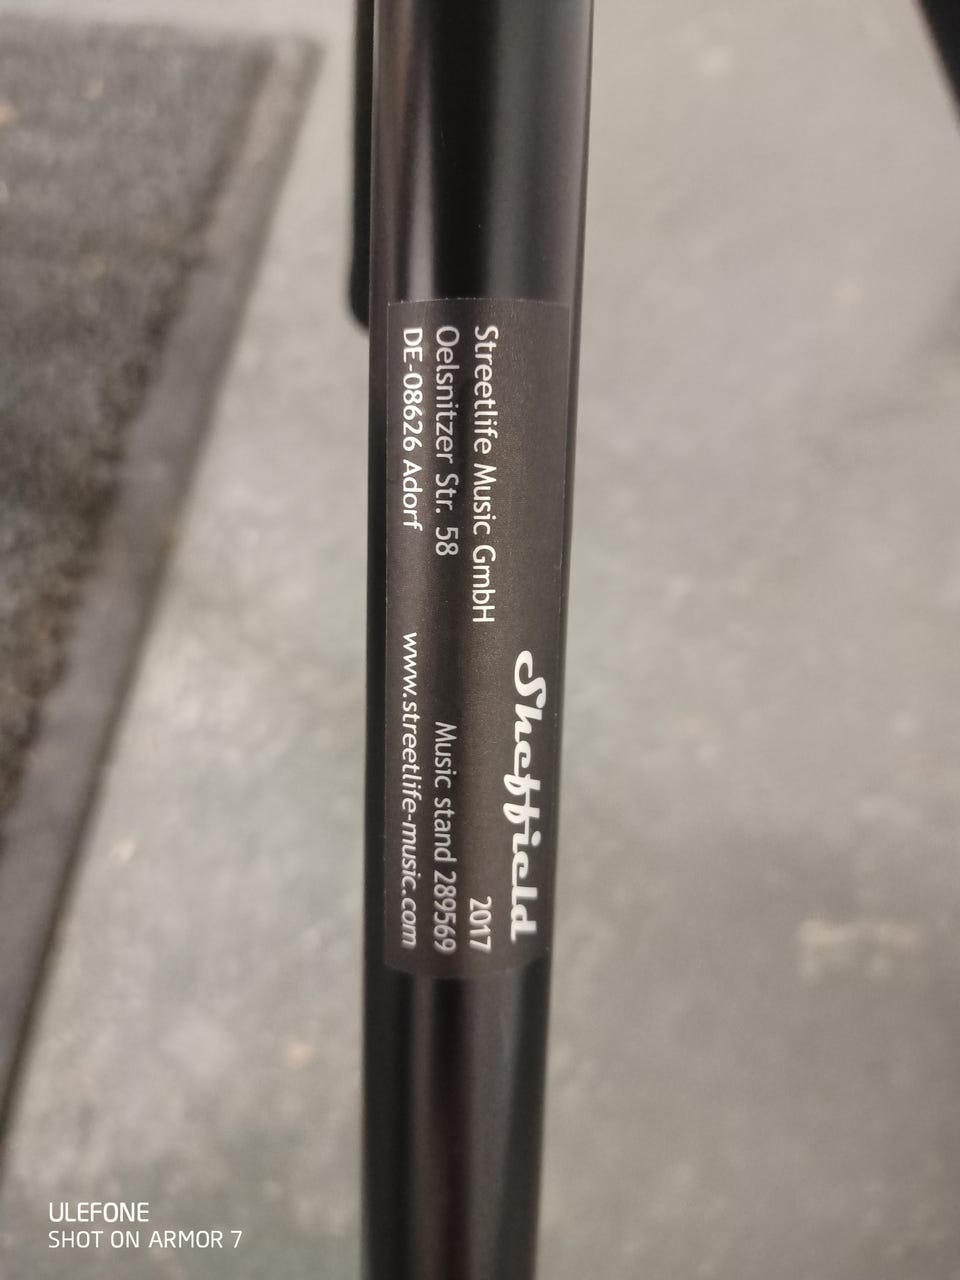 Sheffield
Streetlife Music GmbH 2017
Oelsnitzer Str. 58 Music stand 289569
DE-08626 Adorf www.streetlife-music.com
ULEFONE
SHOT ON ARMOR 7